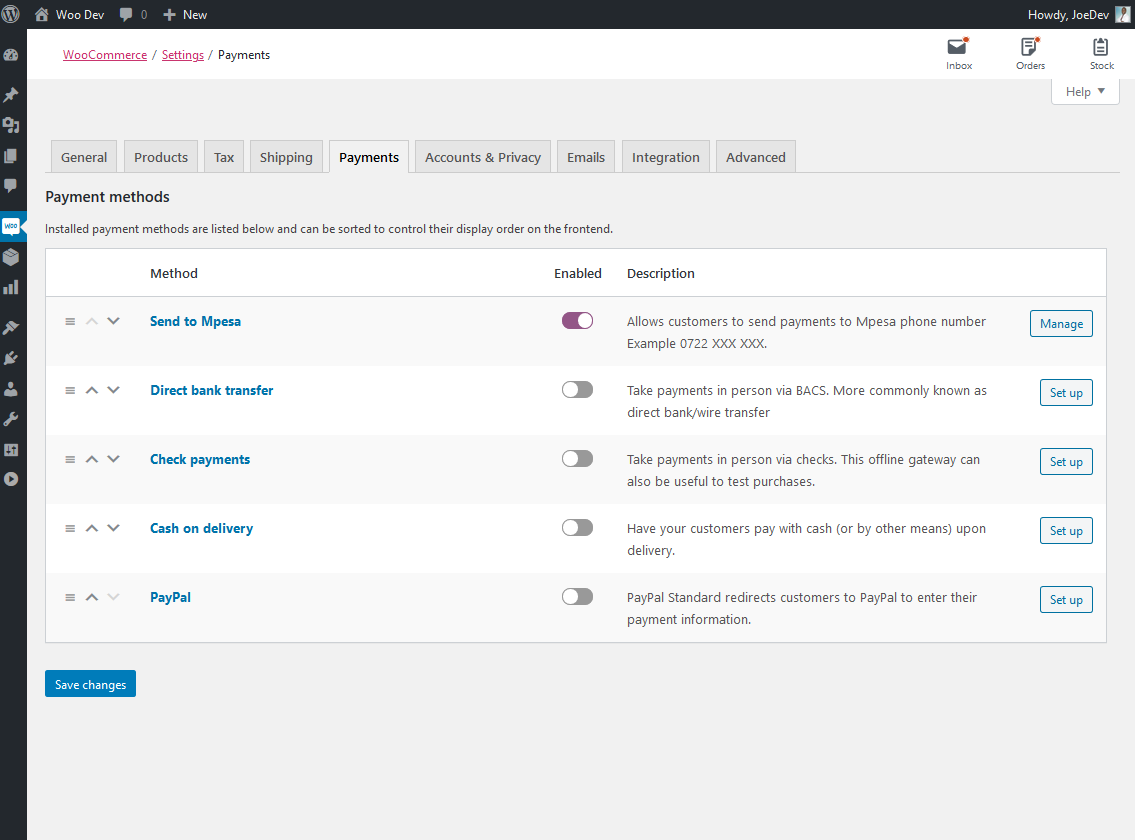 Woo Dev 0 New Howdy, JoeDev
WooCommerce / Settings / Payments
Inbox Orders Stock
Help
General Products Tax Shipping Payments Accounts & Privacy Emails Integration Advanced
Payment methods
Installed payment methods are listed below and can be sorted to control their display order on the frontend.
Method Enabled Description
Send to Mpesa Allows customers to send payments to Mpesa phone number Manage
Example 0722 XXX XXX.
Direct bank transfer Take payments in person via BACS. More commonly known as Set up
direct bank/wire transfer
Check payments Take payments in person via checks. This offline gateway can Set up
also be useful to test purchases.
Cash on delivery Have your customers pay with cash (or by other means) upon Set up
delivery.
PayPal PayPal Standard redirects customers to PayPal to enter their Set up
payment information.
Save changes